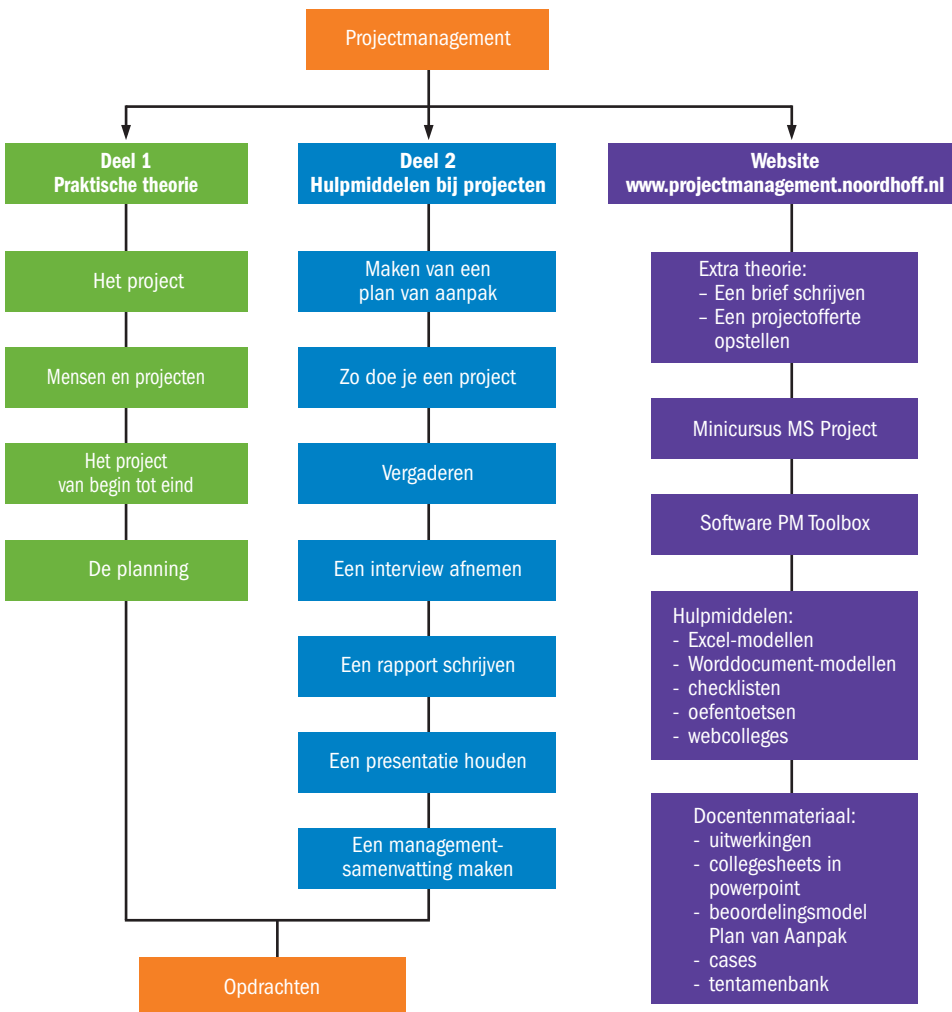 Projectmanagement
Deel 1
Praktische theorie
Het project
Mensen en projecten
Het project
van begin tot eind
De planning
Deel 2
Hulpmiddelen bij projecten
Maken van een
plan van aanpak
Zo doe je een project
Vergaderen
Een interview afnemen
Een rapport schrijven
Een presentatie houden
Een management-
samenvatting maken
Opdrachten
Website
www.projectmanagement.noordhoff.nl
Extra theorie:
– Een brief schrijven
– Een projectofferte
opstellen
Minicursus MS Project
Software PM Toolbox
Hulpmiddelen:
- Excel-modellen
- Worddocument-modellen
- checklisten
- oefentoetsen
- webcolleges
Docentenmateriaal:
- uitwerkingen
- collegesheets in
powerpoint
- beoordelingsmodel
Plan van Aanpak
- cases
- tentamenbank